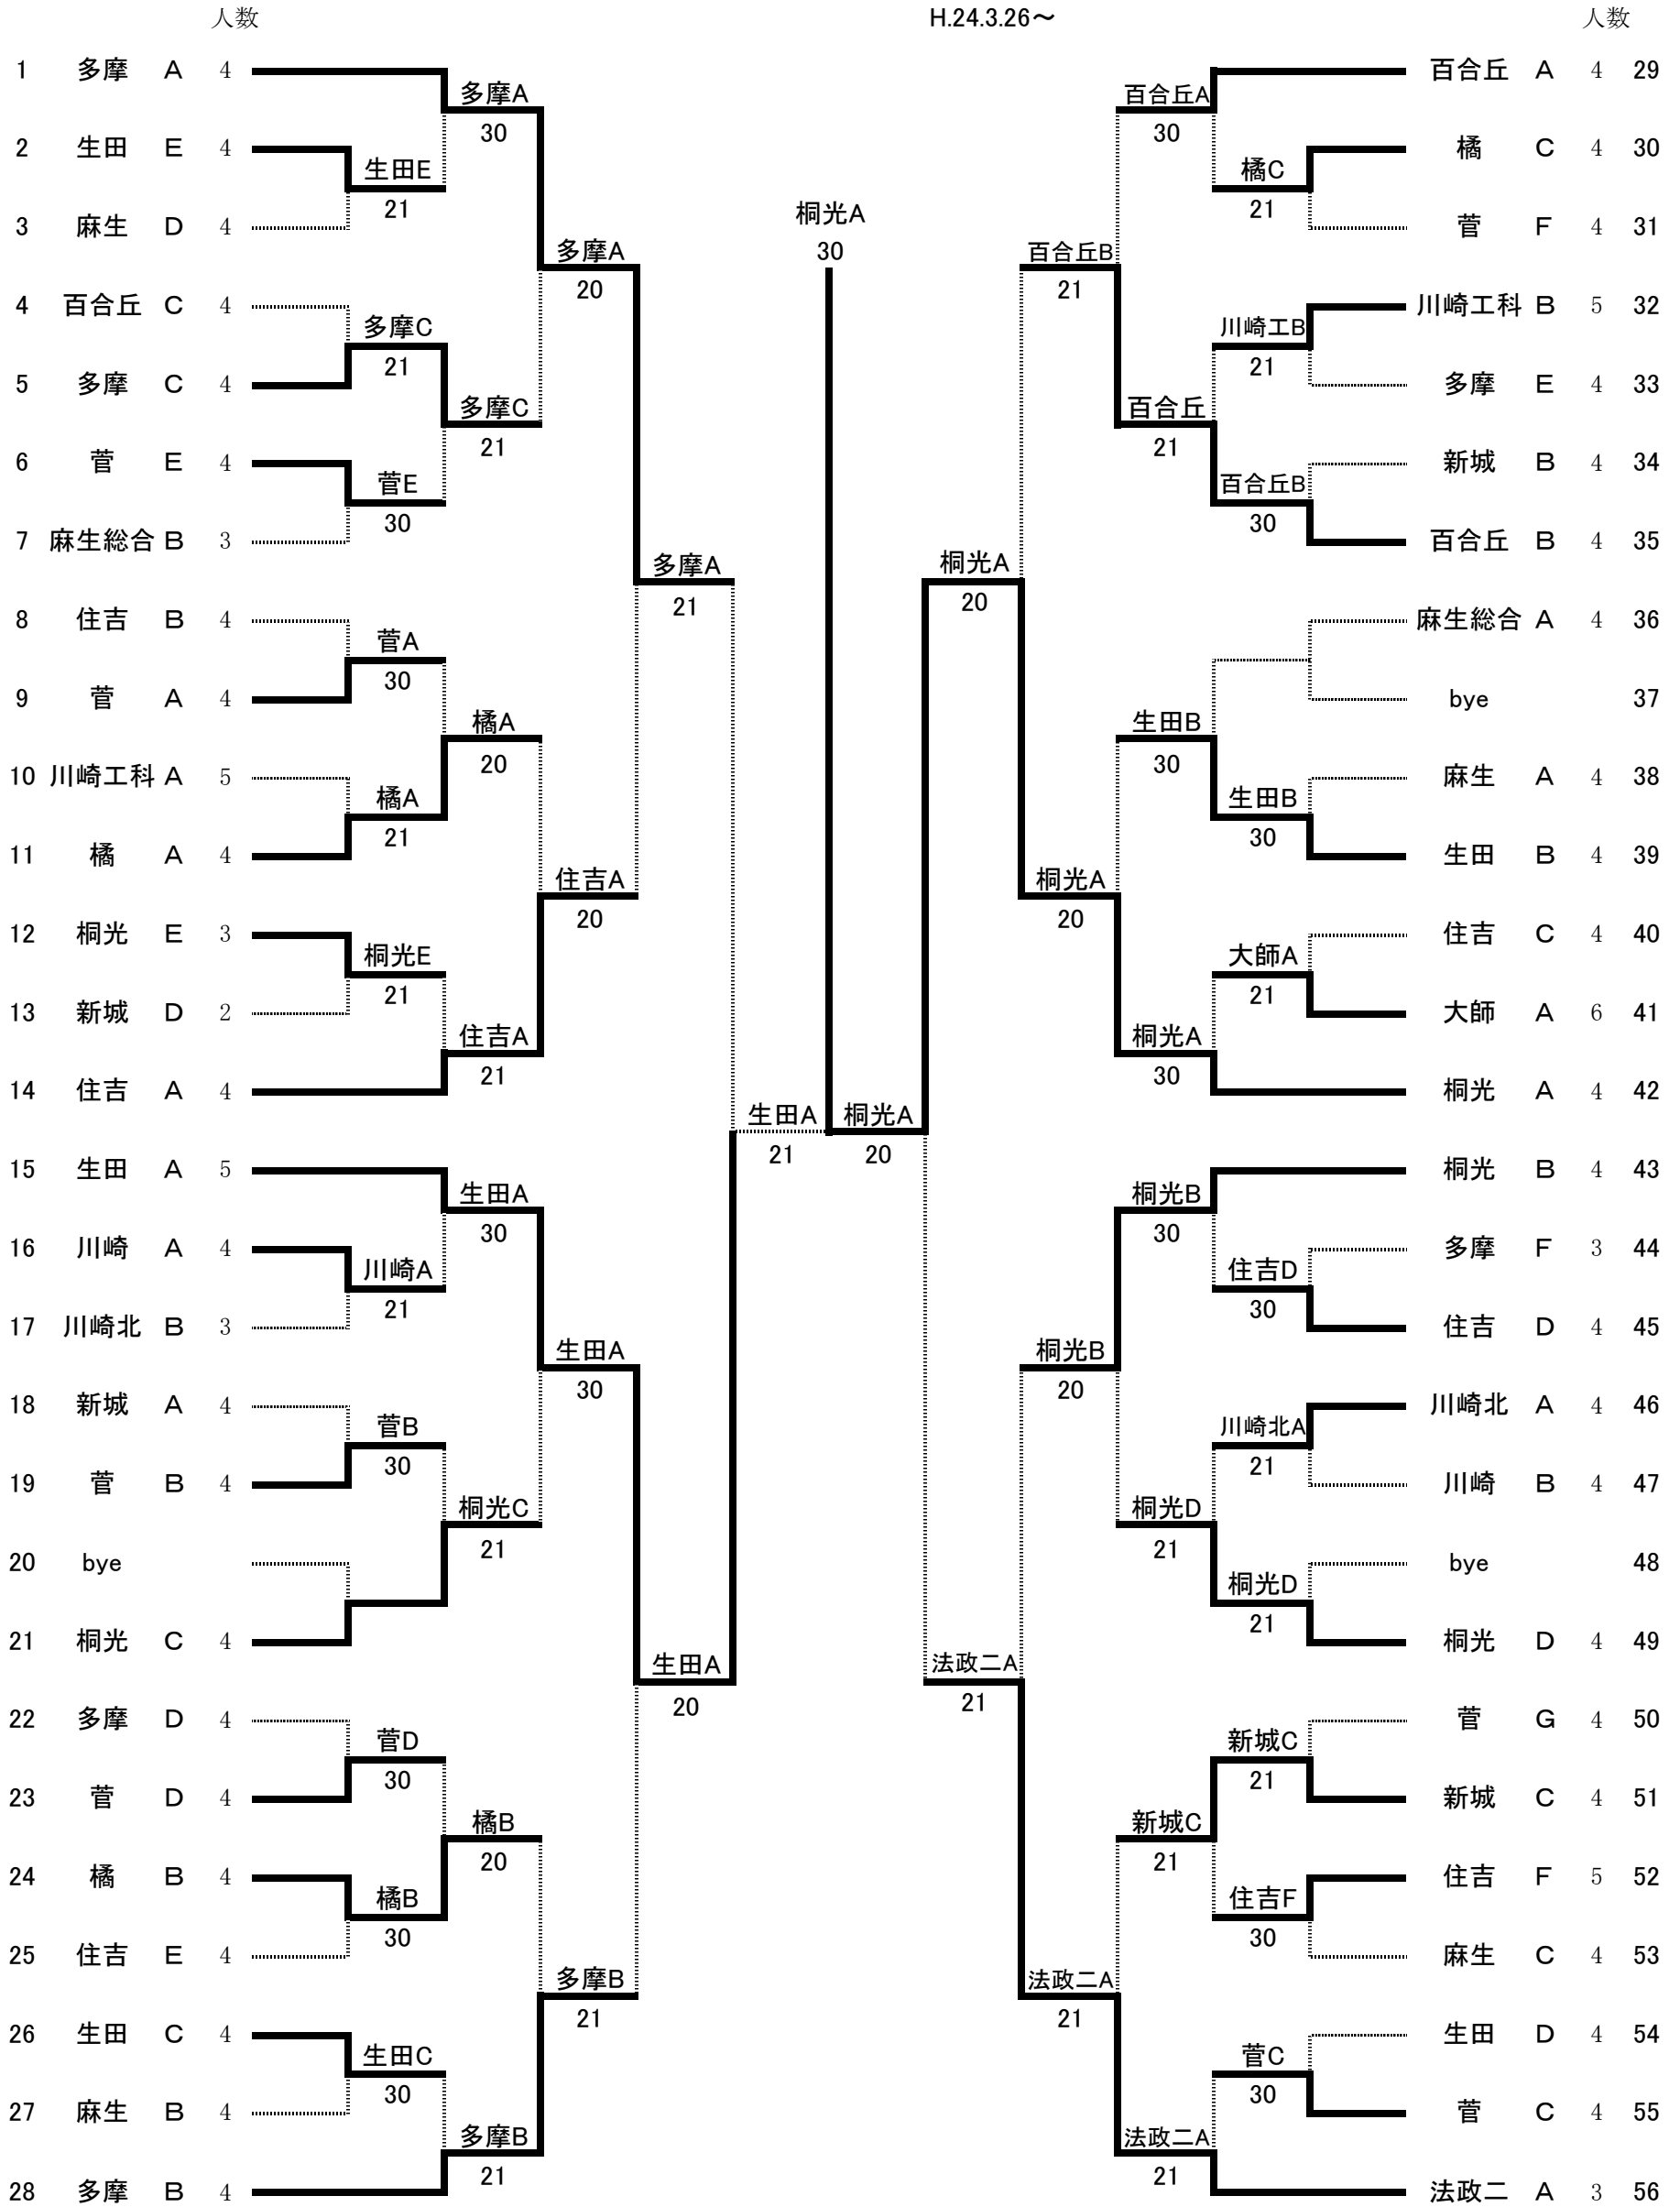 人数 H.24.3.26～ 人数
1 多摩 A 4 百合丘 A 4 29
多摩A 百合丘A
30 30
2 生田 E 4 橘 C 4 30
生田E 橘C
21 21
3 麻生 D 4 桐光A 菅 F 4 31
多摩A 30 百合丘B
20 21
4 百合丘 C 4 川崎工科 B 5 32
多摩C 川崎工B
21 21
5 多摩 C 4 多摩 E 4 33
多摩C 百合丘
21 21
6 菅 E 4 新城 B 4 34
菅E 百合丘B
30 30
7 麻生総合 B 3 百合丘 B 4 35
多摩A 桐光A
21 20
8 住吉 B 4 麻生総合 A 4 36
菅A
30
9 菅 A 4 bye 37
橘A 生田B
20 30
10 川崎工科 A 5 麻生 A 4 38
橘A 生田B
21 30
11 橘 A 4 生田 B 4 39
住吉A 桐光A
20 20
12 桐光 E 3 住吉 C 4 40
桐光E 大師A
21 21
13 新城 D 2 大師 A 6 41
住吉A 桐光A
21 30
14 住吉 A 4 桐光 A 4 42
生田A 桐光A
21 20
15 生田 A 5 桐光 B 4 43
生田A 桐光B
30 30
16 川崎 A 4 多摩 F 3 44
川崎A 住吉D
21 30
17 川崎北 B 3 住吉 D 4 45
生田A 桐光B
30 20
18 新城 A 4 川崎北 A 4 46
菅B 川崎北A
30 21
19 菅 B 4 川崎 B 4 47
桐光C 桐光D
21 21
20 bye bye 48
桐光D
21
21 桐光 C 4 桐光 D 4 49
生田A 法政二A
20 21
22 多摩 D 4 菅 G 4 50
菅D 新城C
30 21
23 菅 D 4 新城 C 4 51
橘B 新城C
20 21
24 橘 B 4 住吉 F 5 52
橘B 住吉F
30 30
25 住吉 E 4 麻生 C 4 53
多摩B 法政二A
21 21
26 生田 C 4 生田 D 4 54
生田C 菅C
30 30
27 麻生 B 4 菅 C 4 55
多摩B 法政二A
21 21
28 多摩 B 4 法政二 A 3 56